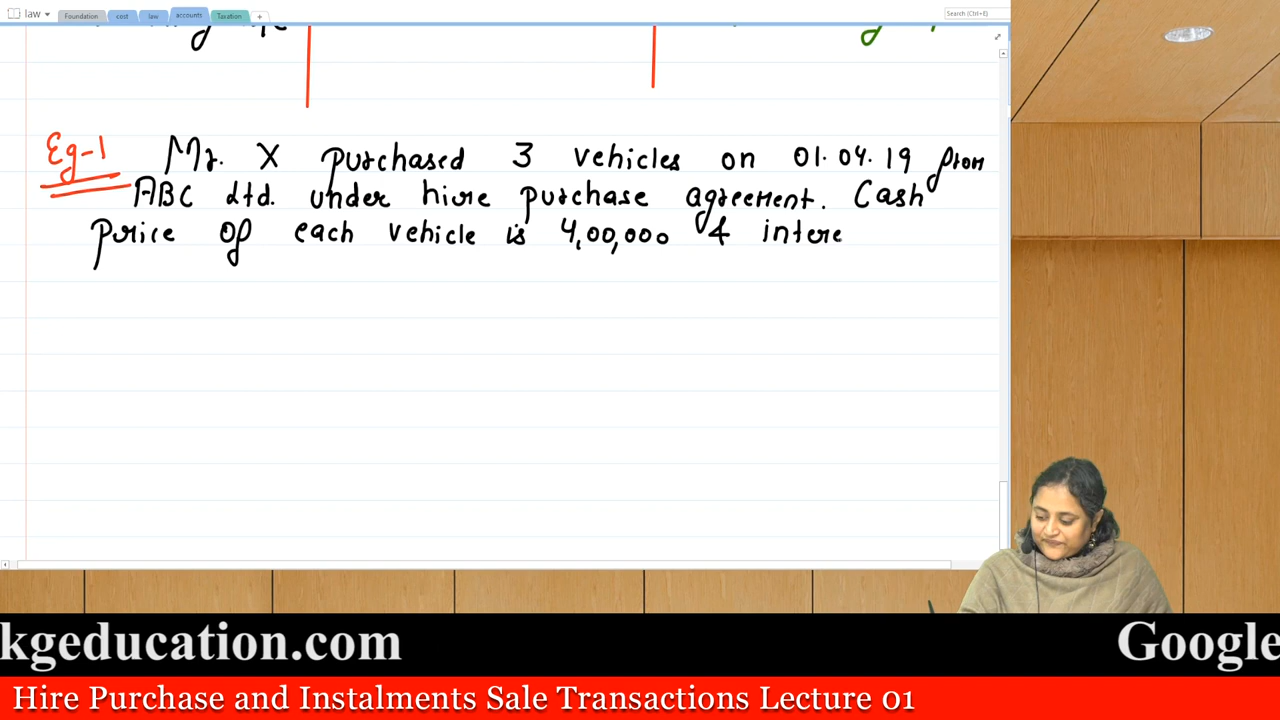 law
Foundation
cost
law
accounts
Taxation
+
Search (Ctrl+E)
Eg-1 Mr. X purchased 3 vehicles on 01.04.19 from
ABC Ltd. under hire purchase agreement. Cash
Price of each vehicle is 4,00,000 & intere
kgeducation.com
Google
Hire Purchase and Instalments Sale Transactions Lecture 01